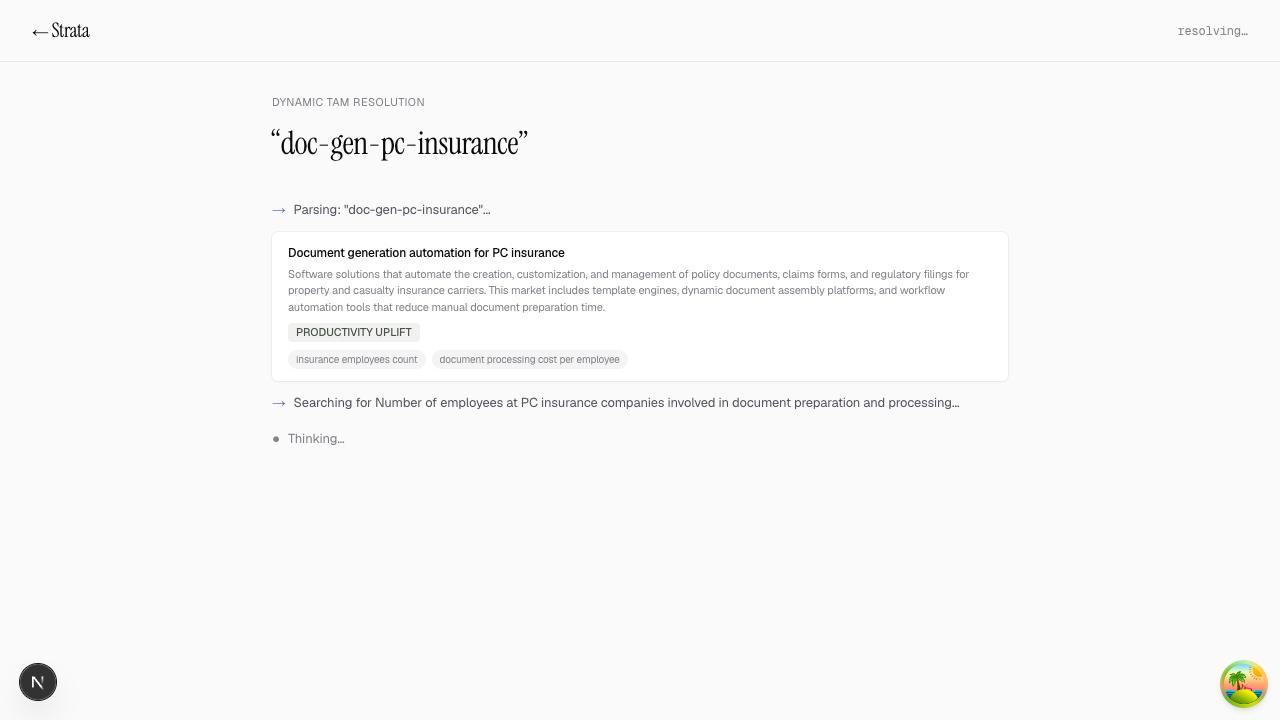 ← Strata
resolving…
DYNAMIC TAM RESOLUTION
“doc-gen-pc-insurance”
→ Parsing: "doc-gen-pc-insurance"…
Document generation automation for PC insurance
Software solutions that automate the creation, customization, and management of policy documents, claims forms, and regulatory filings for
property and casualty insurance carriers. This market includes template engines, dynamic document assembly platforms, and workflow
automation tools that reduce manual document preparation time.
PRODUCTIVITY UPLIFT
insurance employees count
document processing cost per employee
→ Searching for Number of employees at PC insurance companies involved in document preparation and processing…
● Thinking…
N